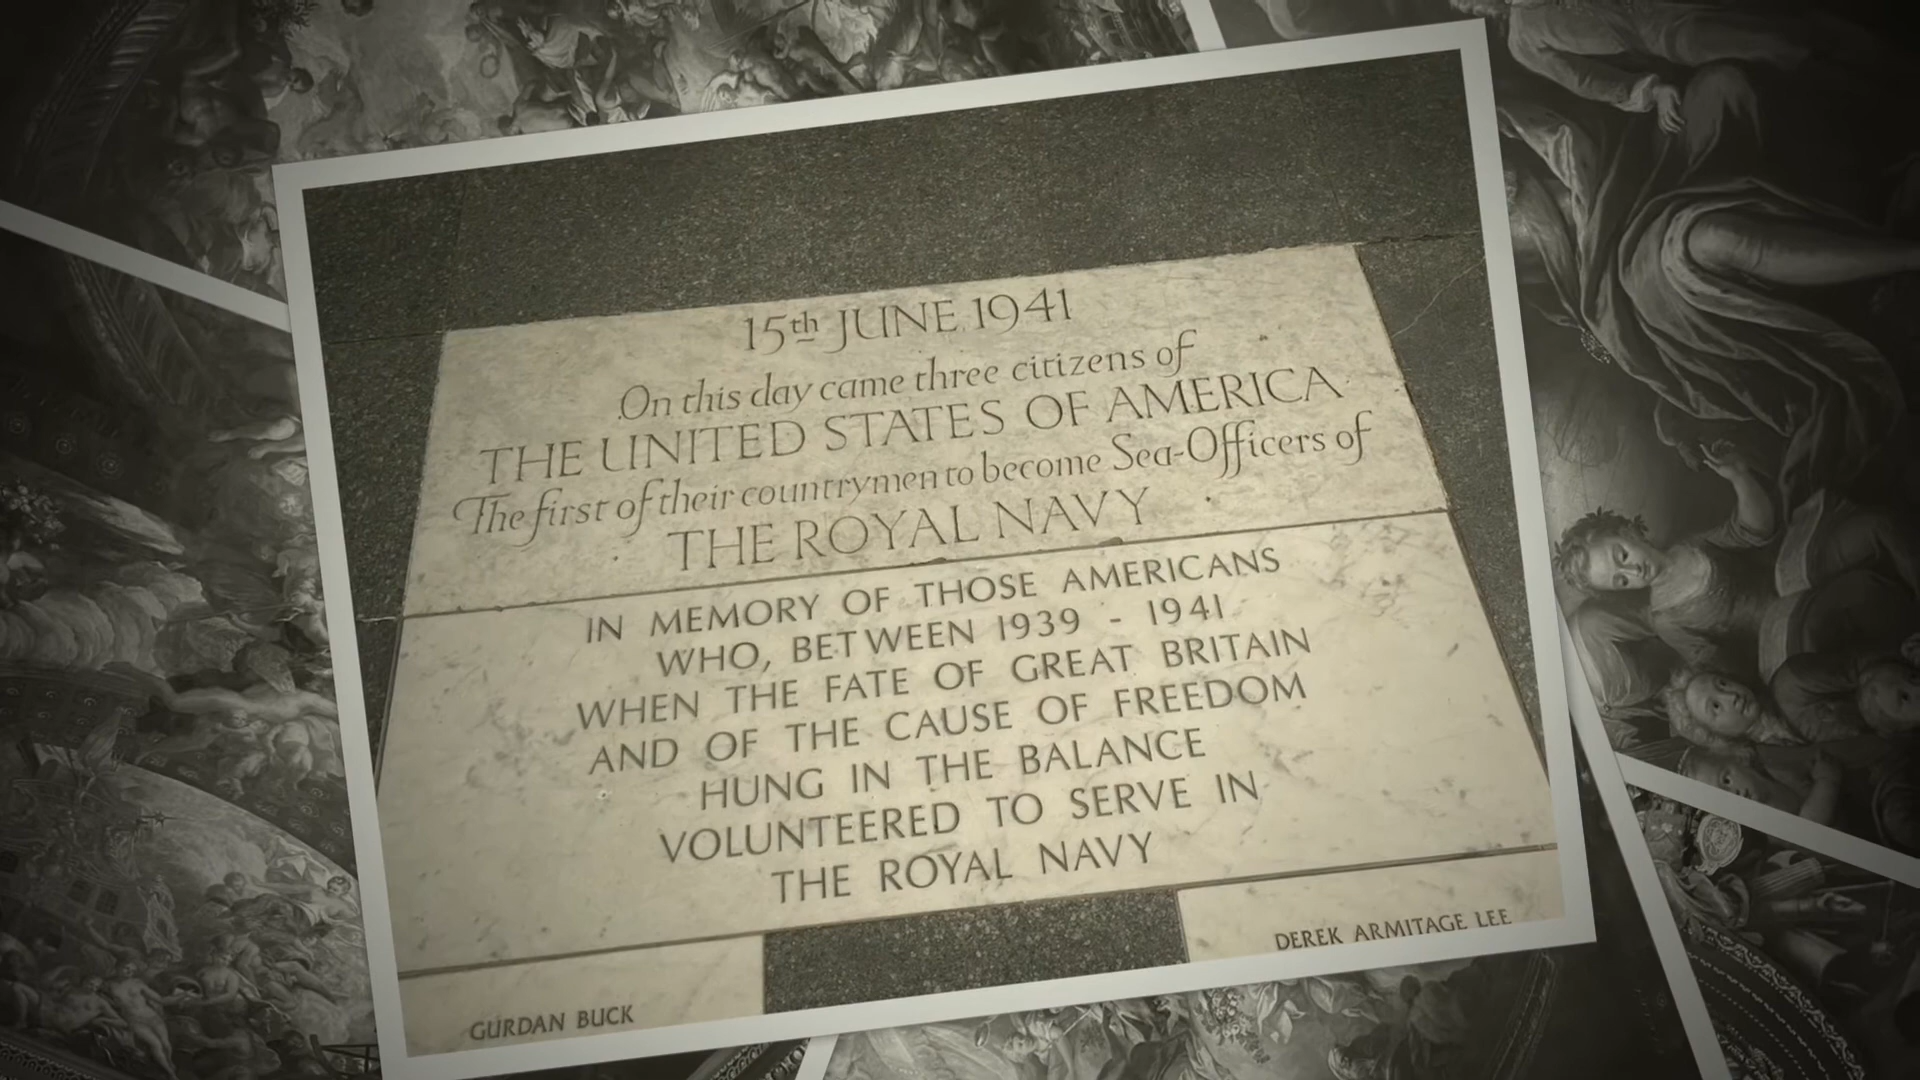 15th JUNE 1941
On this day came three citizens of
THE UNITED STATES OF AMERICA
The first of their countrymen to become Sea-Officers of
THE ROYAL NAVY
IN MEMORY OF THOSE AMERICANS
WHO, BETWEEN 1939 - 1941
WHEN THE FATE OF GREAT BRITAIN
AND OF THE CAUSE OF FREEDOM
HUNG IN THE BALANCE
VOLUNTEERED TO SERVE IN
THE ROYAL NAVY
DEREK ARMITAGE LEE
GURDAN BUCK